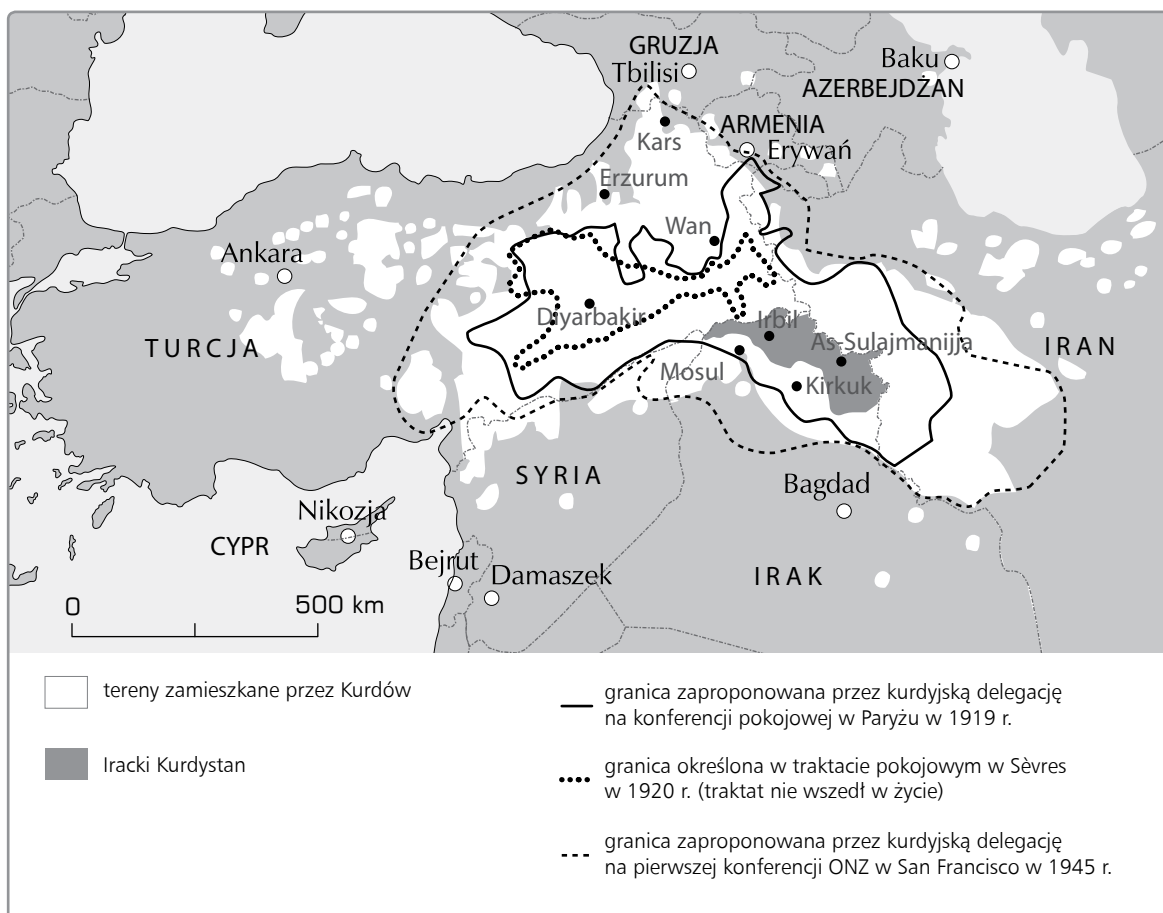 GRUZJA
Tbilisi
Baku
AZERBEJDŻAN
ARMENIA
Kars
Erywań
Erzurum
Wan
Ankara
Diyarbakir
Irbil
As-Sulajmanijja
TURCJA
IRAN
Mosul
Kirkuk
SYRIA
Bagdad
Nikozja
CYPR
Bejrut
Damaszek
IRAK
0 500 km
tereny zamieszkane przez Kurdów
Iracki Kurdystan
granica zaproponowana przez kurdyjską delegację
na konferencji pokojowej w Paryżu w 1919 r.
granica określona w traktacie pokojowym w Sèvres
w 1920 r. (traktat nie wszedł w życie)
granica zaproponowana przez kurdyjską delegację
na pierwszej konferencji ONZ w San Francisco w 1945 r.